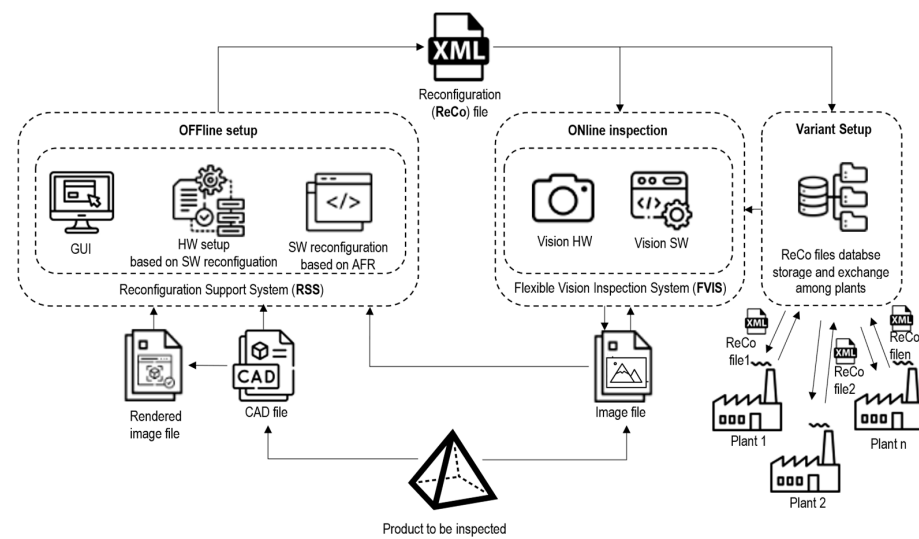 XML
Reconfiguration
(ReCo) file
OFFline setup
GUI
HW setup
based on SW reconfiguation
</>
SW reconfiguration
based on AFR
Reconfiguration Support System (RSS)
ONline inspection
Vision HW
</>
Vision SW
Flexible Vision Inspection System (FVIS)
Variant Setup
ReCo files databse
storage and exchange
among plants
Rendered
image file
CAD
CAD file
Image file
XML
ReCo
file1
XML
ReCo
file2
XML
ReCo
filen
Plant 1
Plant 2
Plant n
Product to be inspected